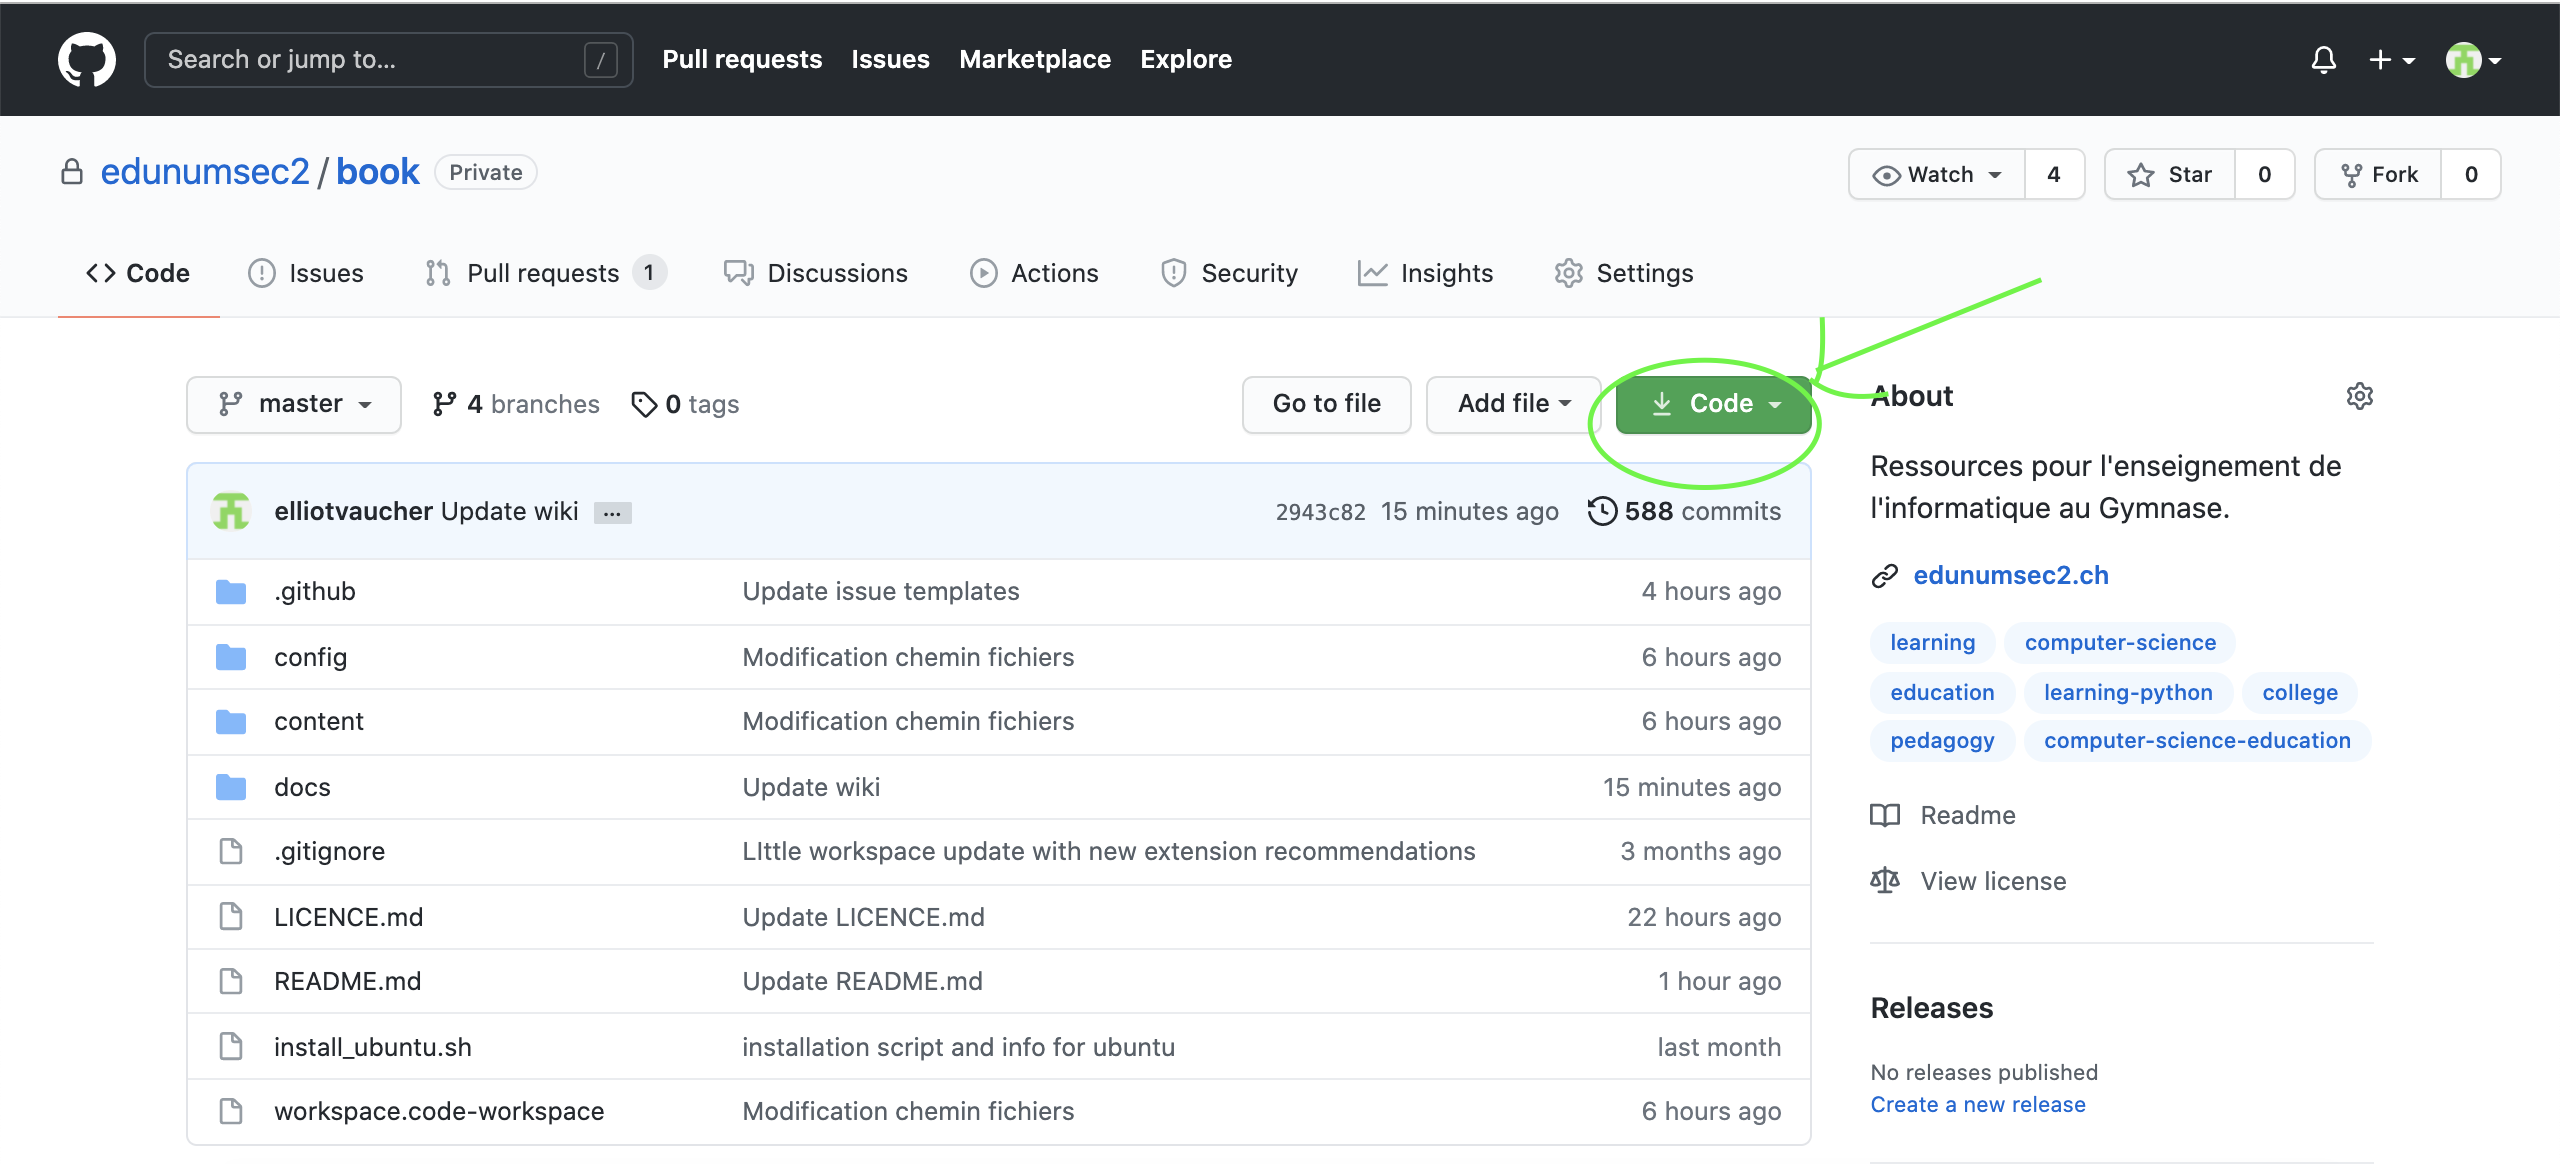 Search or jump to... / Pull requests Issues Marketplace Explore
edunumsec2 / book Private Watch 4 Star 0 Fork 0
Code Issues Pull requests 1 Discussions Actions Security Insights Settings
master 4 branches 0 tags Go to file Add file Code
elliotvaucher Update wiki ... 2943c82 15 minutes ago 588 commits
.github Update issue templates 4 hours ago
config Modification chemin fichiers 6 hours ago
content Modification chemin fichiers 6 hours ago
docs Update wiki 15 minutes ago
.gitignore LIttle workspace update with new extension recommendations 3 months ago
LICENCE.md Update LICENCE.md 22 hours ago
README.md Update README.md 1 hour ago
install_ubuntu.sh installation script and info for ubuntu last month
workspace.code-workspace Modification chemin fichiers 6 hours ago
About
Ressources pour l'enseignement de
l'informatique au Gymnase.
edunumsec2.ch
learning computer-science
education learning-python college
pedagogy computer-science-education
Readme
View license
Releases
No releases published
Create a new release